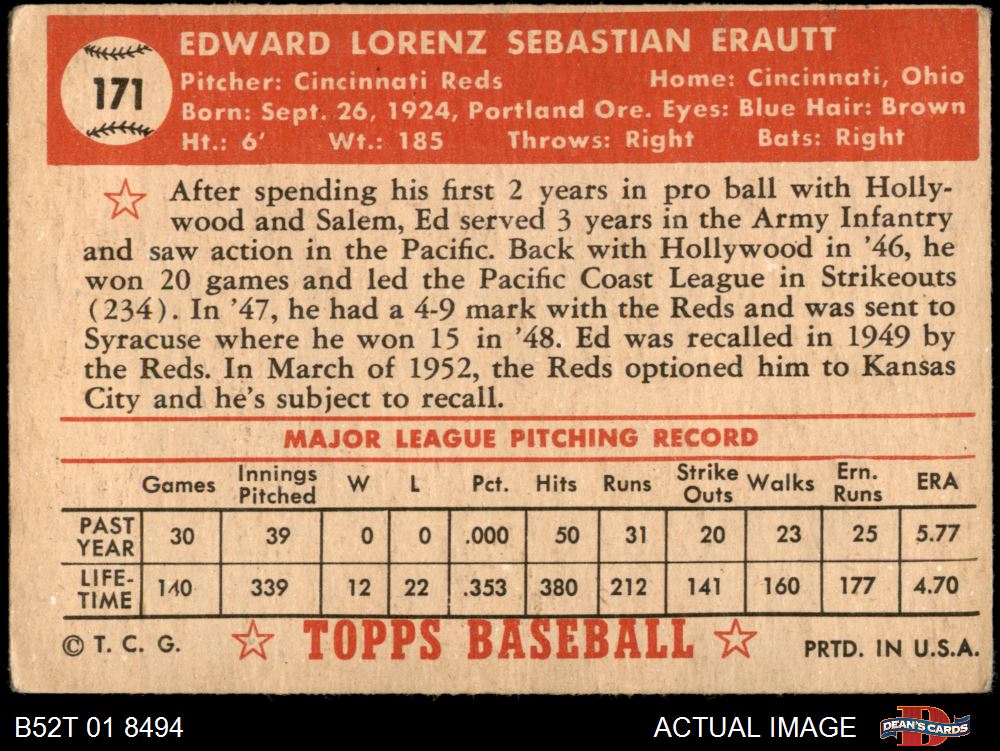 171
EDWARD LORENZ SEBASTIAN ERAUTT
Pitcher: Cincinnati Reds Home: Cincinnati, Ohio
Born: Sept. 26, 1924, Portland Ore. Eyes: Blue Hair: Brown
Ht.: 6' Wt.: 185 Throws: Right Bats: Right
After spending his first 2 years in pro ball with Holly-
wood and Salem, Ed served 3 years in the Army Infantry
and saw action in the Pacific. Back with Hollywood in '46, he
won 20 games and led the Pacific Coast League in Strikeouts
(234). In '47, he had a 4-9 mark with the Reds and was sent to
Syracuse where he won 15 in '48. Ed was recalled in 1949 by
the Reds. In March of 1952, the Reds optioned him to Kansas
City and he's subject to recall.
MAJOR LEAGUE PITCHING RECORD
Games Innings Pitched W L Pct. Hits Runs Strike Outs Walks Ern. Runs ERA
PAST YEAR 30 39 0 0 .000 50 31 20 23 25 5.77
LIFE-TIME 140 339 12 22 .353 380 212 141 160 177 4.70
© T. C. G. TOPPS BASEBALL PRTD. IN U.S.A.
B52T 01 8494 ACTUAL IMAGE DEAN'S CARDS